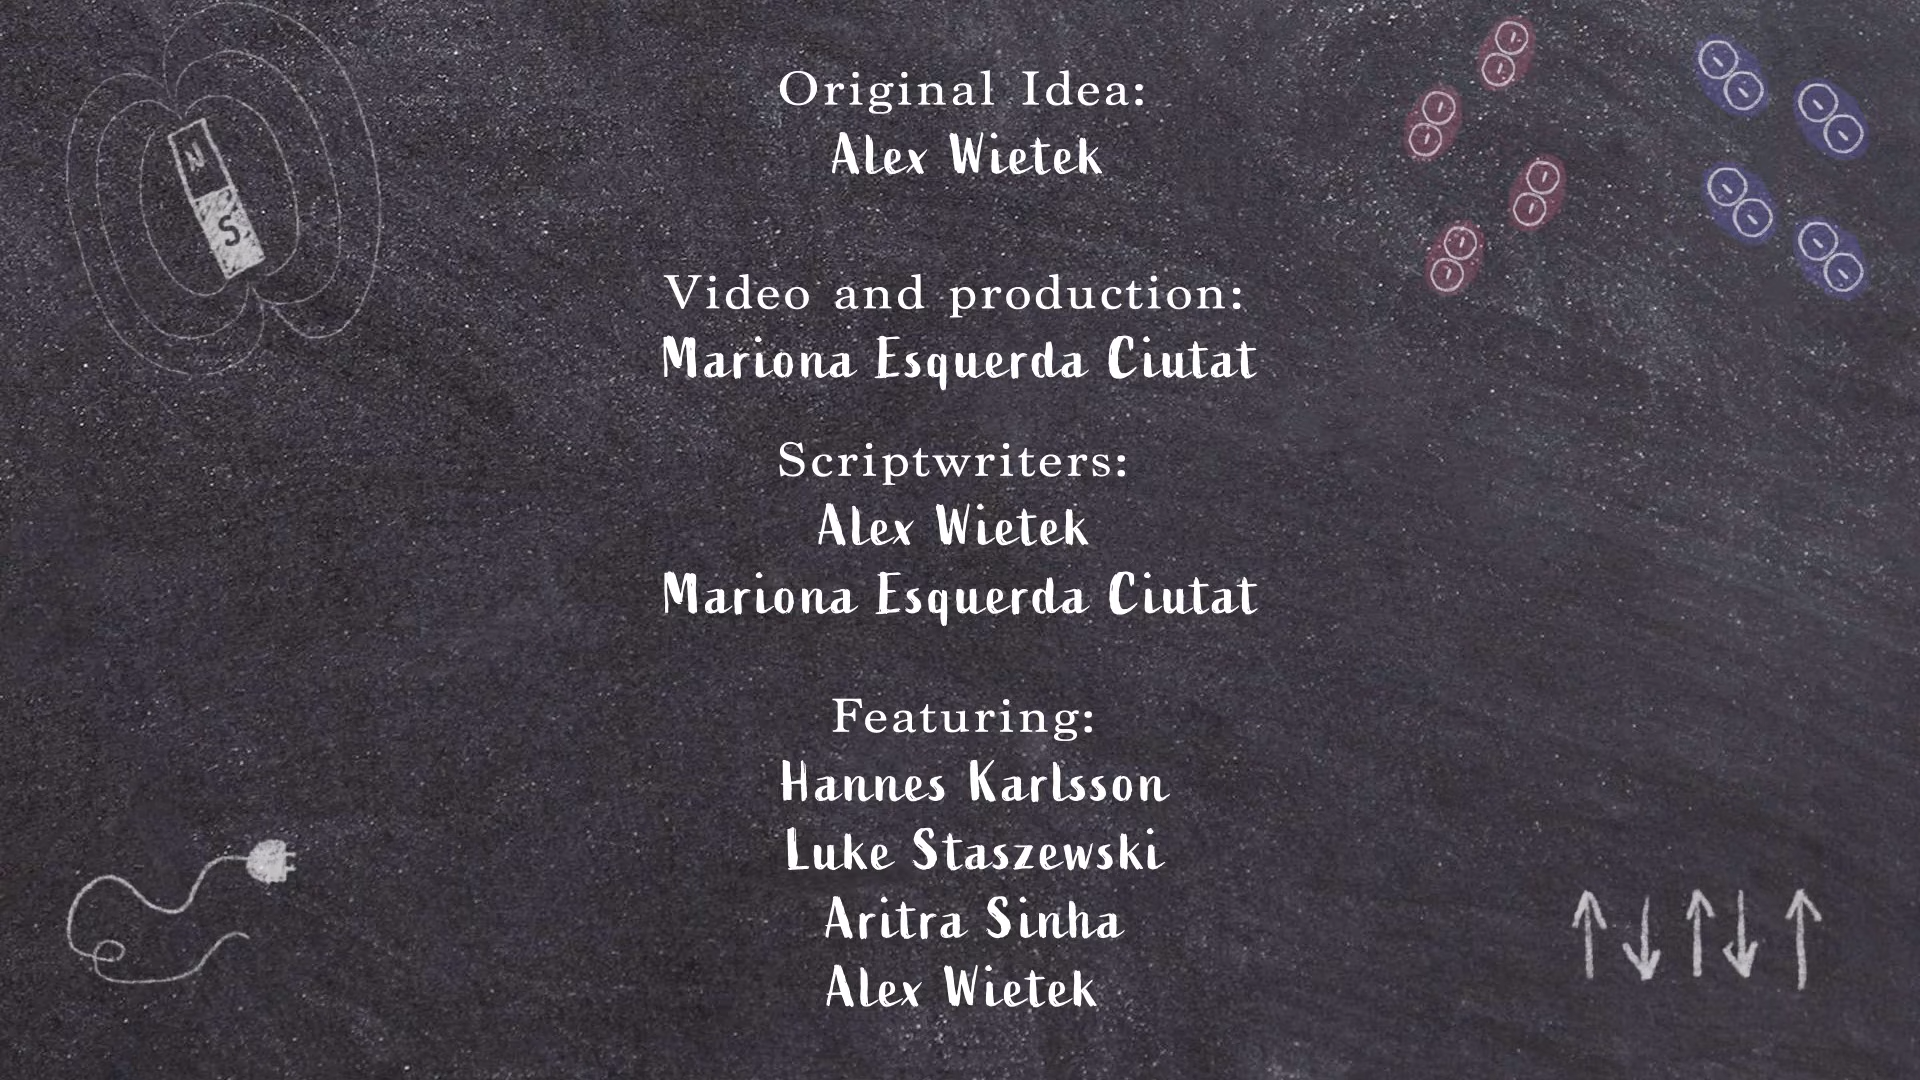 Original Idea:
Alex Wietek
Video and production:
Mariona Esquerda Ciutat
Scriptwriters:
Alex Wietek
Mariona Esquerda Ciutat
Featuring:
Hannes Karlsson
Luke Staszewski
Aritra Sinha
Alex Wietek
N
S